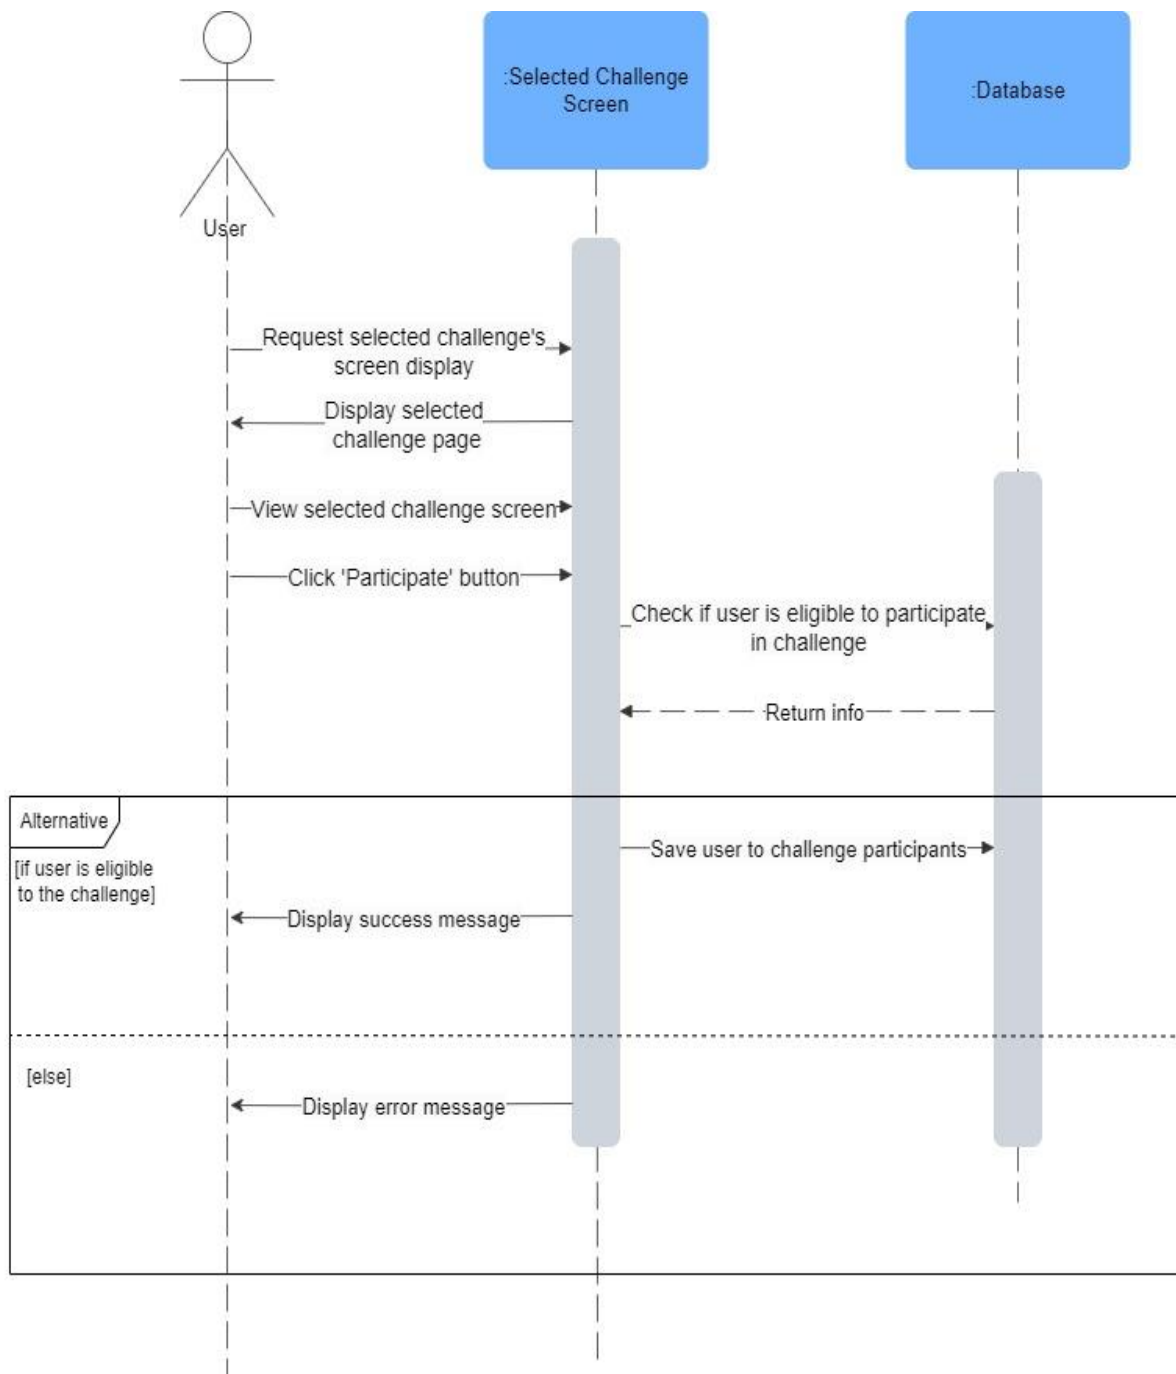 :Selected Challenge
Screen
:Database
User
Request selected challenge's
screen display
Display selected
challenge page
View selected challenge screen
Click 'Participate' button
Check if user is eligible to participate
in challenge
Return info
Alternative
[if user is eligible
to the challenge]
Save user to challenge participants
Display success message
[else]
Display error message